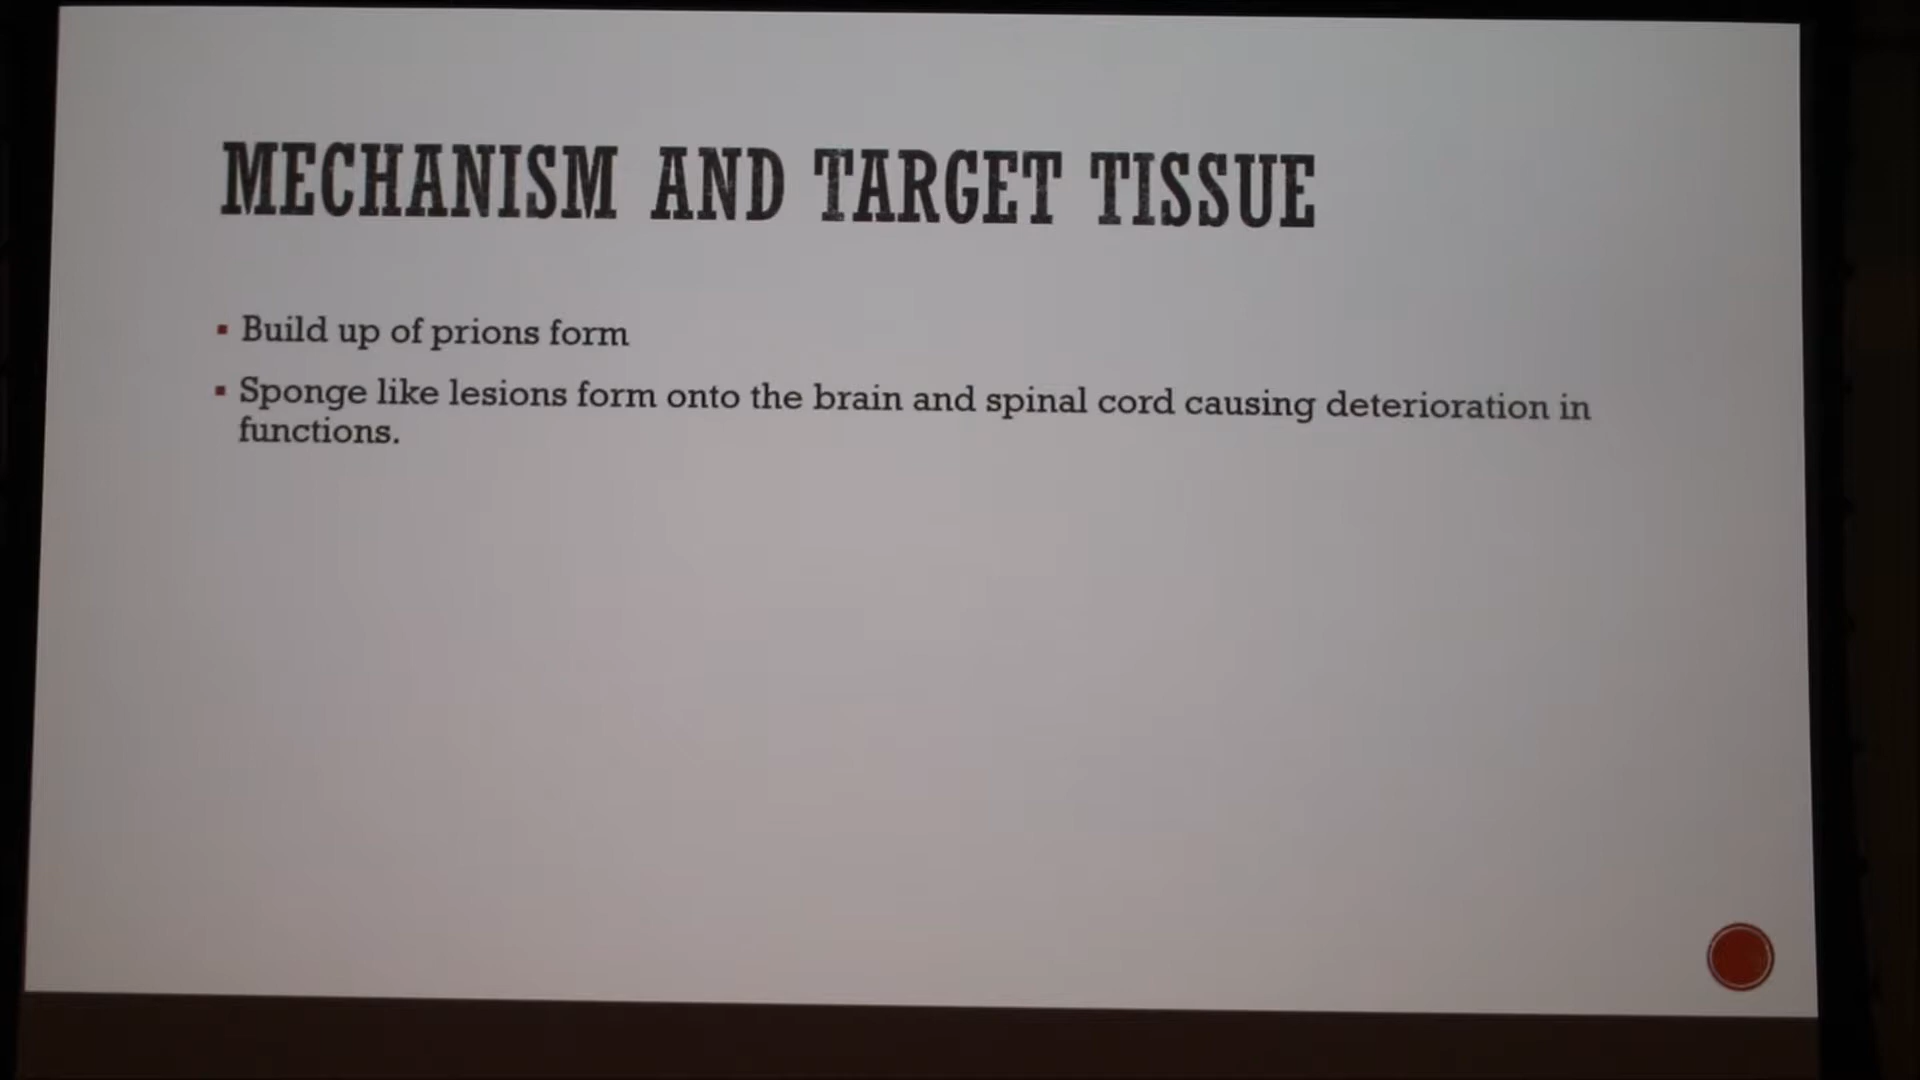 MECHANISM AND TARGET TISSUE
Build up of prions form
Sponge like lesions form onto the brain and spinal cord causing deterioration in
functions.